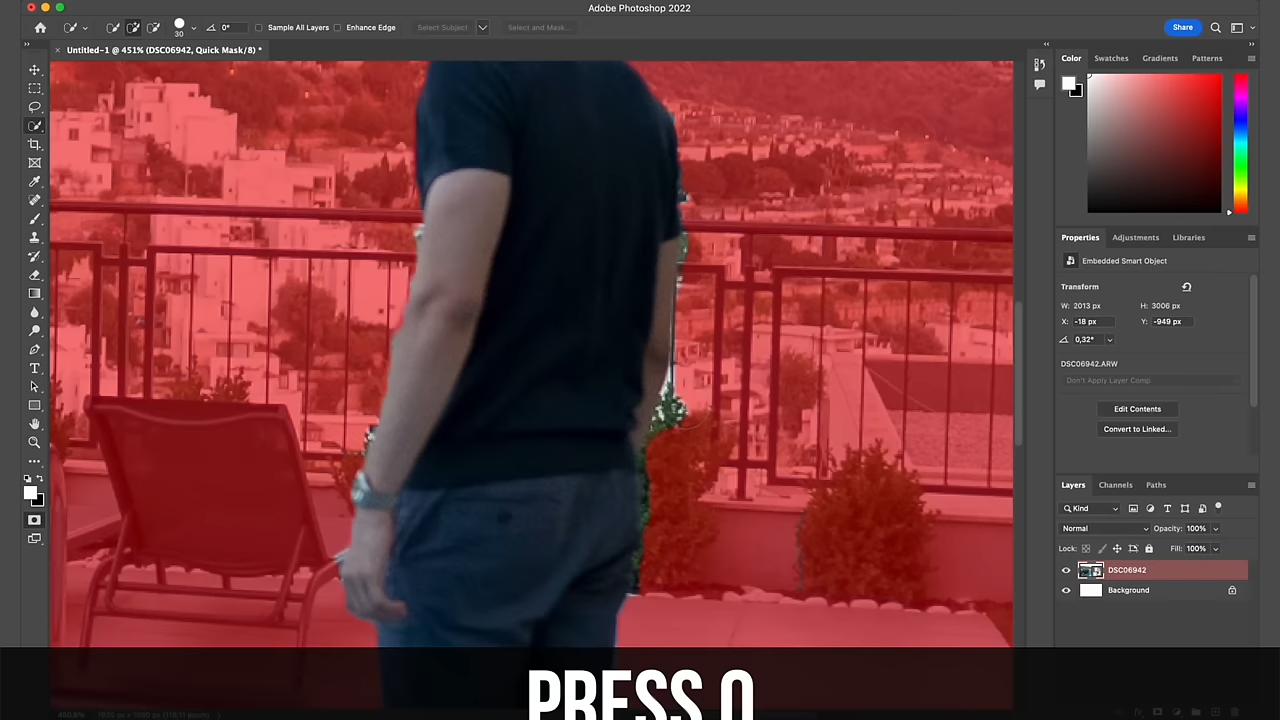 Adobe Photoshop 2022
30
0°
Sample All Layers
Enhance Edge
Select Subject
Select and Mask...
Share
Untitled-1 @ 451% (DSC06942, Quick Mask/8) *
Color
Swatches
Gradients
Patterns
Properties
Adjustments
Libraries
Embedded Smart Object
Transform
W: 2013 px
H: 3006 px
X: -18 px
Y: -949 px
0,32°
DSC06942.ARW
Don't Apply Layer Comp
Edit Contents
Convert to Linked...
Layers
Channels
Paths
Kind
Normal
Opacity: 100%
Lock:
Fill: 100%
DSC06942
Background
PRESS Q